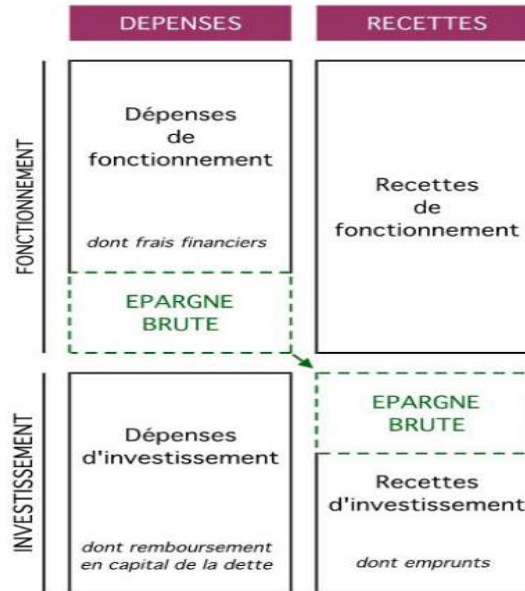 DEPENSES
RECETTES
FONCTIONNEMENT
Dépenses
de
fonctionnement
dont frais financiers
EPARGNE
BRUTE
Recettes
de
fonctionnement
INVESTISSEMENT
Dépenses
d'investissement
dont remboursement
en capital de la dette
EPARGNE
BRUTE
Recettes
d'investissement
dont emprunts